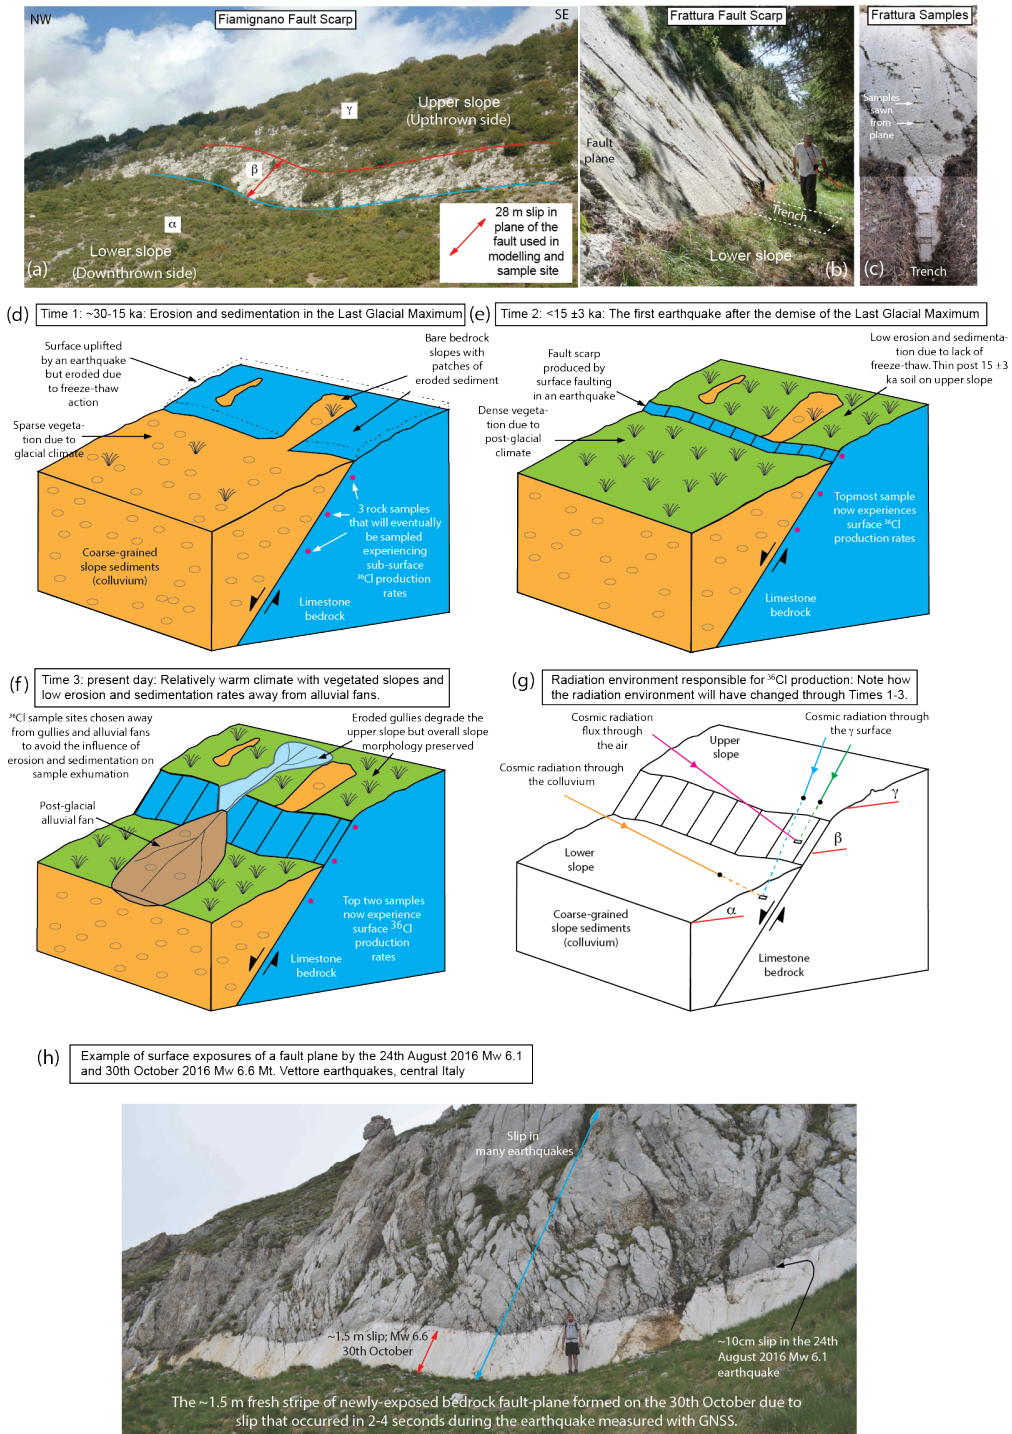 NW
Fiamignano Fault Scarp
SE
γ
Upper slope
(Upthrown side)
β
α
Lower slope
(Downthrown side)
(a)
28 m slip in
plane of the
fault used in
modelling and
sample site
Frattura Fault Scarp
Fault
plane
Trench
Lower slope
(b)
Frattura Samples
Samples
sawn
from
plane
(c)
Trench
(d)
Time 1: ~30-15 ka: Erosion and sedimentation in the Last Glacial Maximum
Surface uplifted
by an earthquake
but eroded due
to freeze-thaw
action
Bare bedrock
slopes with
patches of
eroded sediment
Sparse vegeta-
tion due to
glacial climate
3 rock samples
that will eventually
be sampled
experiencing
sub-surface
³⁶Cl production
rates
Coarse-grained
slope sediments
(colluvium)
Limestone
bedrock
(e)
Time 2: <15 ±3 ka: The first earthquake after the demise of the Last Glacial Maximum
Fault scarp
produced by
surface faulting
in an earthquake
Low erosion and sedimenta-
tion due to lack of
freeze-thaw. Thin post 15 ±3
ka soil on upper slope
Dense vegeta-
tion due to
post-glacial
climate
Topmost sample
now experiences
surface ³⁶Cl
production rates
Limestone
bedrock
(f)
Time 3: present day: Relatively warm climate with vegetated slopes and
low erosion and sedimentation rates away from alluvial fans.
³⁶Cl sample sites chosen away
from gullies and alluvial fans
to avoid the influence of
erosion and sedimentation on
sample exhumation
Eroded gullies degrade the
upper slope but overall slope
morphology preserved
Post-glacial
alluvial fan
Top two samples
now experience
surface ³⁶Cl
production
rates
Limestone
bedrock
(g)
Radiation environment responsible for ³⁶Cl production: Note how
the radiation environment will have changed through Times 1-3.
Cosmic radiation
flux through
the air
Cosmic radiation through
the γ surface
Upper
slope
Cosmic radiation through
the colluvium
γ
β
Lower
slope
α
Coarse-grained
slope sediments
(colluvium)
Limestone
bedrock
(h)
Example of surface exposures of a fault plane by the 24th August 2016 Mw 6.1
and 30th October 2016 Mw 6.6 Mt. Vettore earthquakes, central Italy
Slip in
many earthquakes
~1.5 m slip; Mw 6.6
30th October
~10cm slip in the 24th
August 2016 Mw 6.1
earthquake
The ~1.5 m fresh stripe of newly-exposed bedrock fault-plane formed on the 30th October due to
slip that occurred in 2-4 seconds during the earthquake measured with GNSS.